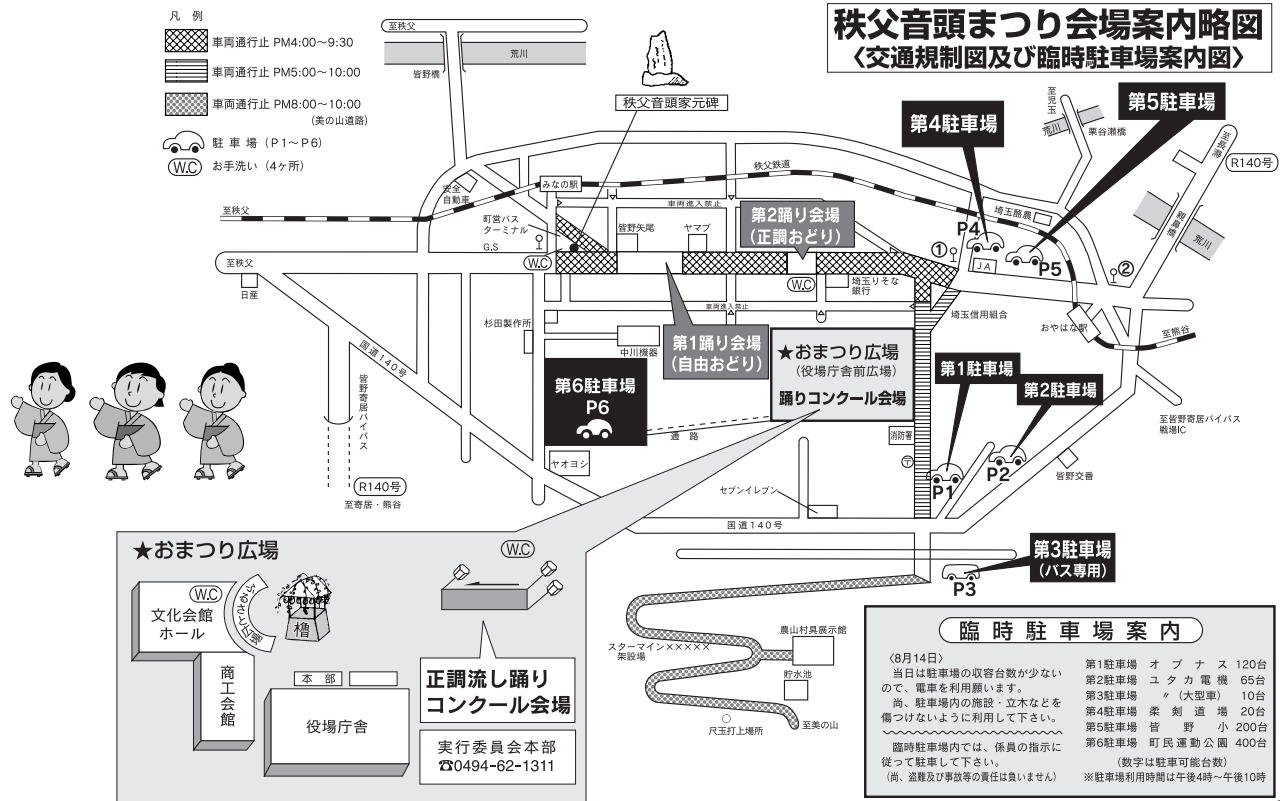 秩父音頭まつり会場案内略図
〈交通規制図及び臨時駐車場案内図〉
凡例
車両通行止 PM4:00～9:30
車両通行止 PM5:00～10:00
車両通行止 PM8:00～10:00
(美の山道路)
駐車場(P1～P6)
W.C お手洗い(4ヶ所)
至秩父
荒川
皆野橋
秩父音頭家元碑
第4駐車場
第5駐車場
至児玉
荒川
栗谷瀬橋
至長瀞
R140号
親鼻橋
荒川
秩父鉄道
みなの駅
安全自動車
至秩父
車両進入禁止
町営バス
ターミナル
G.S
W.C
皆野矢尾
ヤマブ
第2踊り会場
(正調おどり)
埼玉酪農
P4
P5
JA
①
②
至秩父
日産
W.C
埼玉りそな
銀行
車両進入禁止
埼玉信用組合
おやはな駅
至熊谷
杉田製作所
中川機器
第1踊り会場
(自由おどり)
★おまつり広場
(役場庁舎前広場)
踊りコンクール会場
国道140号
皆野寄居バイパス
第6駐車場
P6
通路
消防署
〒
第1駐車場
第2駐車場
P1
P2
皆野交番
至皆野寄居バイパス
戦場IC
ヤオヨシ
R140号
至寄居・熊谷
セブンイレブン
国道140号
第3駐車場
(バス専用)
P3
★おまつり広場
W.C
W.C
文化会館
ホール
櫓
商工会館
本部
役場庁舎
正調流し踊り
コンクール会場
実行委員会本部
☎0494-62-1311
スターマイン×××××
架設場
農山村具展示館
貯水池
尺玉打上場所
至美の山
臨時駐車場案内
〈8月14日〉
当日は駐車場の収容台数が少ない
ので、電車を利用願います。
尚、駐車場内の施設・立木などを
傷つけないように利用して下さい。
臨時駐車場内では、係員の指示に
従って駐車して下さい。
(尚、盗難及び事故等の責任は負いません)
第1駐車場 オプナス 120台
第2駐車場 ユタカ電機 65台
第3駐車場 〃(大型車) 10台
第4駐車場 柔剣道場 20台
第5駐車場 皆野小 200台
第6駐車場 町民運動公園 400台
(数字は駐車可能台数)
※駐車場利用時間は午後4時～午後10時